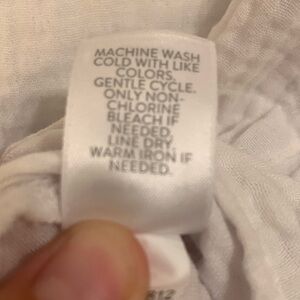 MACHINE WASH
COLD WITH LIKE
COLORS.
GENTLE CYCLE.
ONLY NON-
CHLORINE
BLEACH IF
NEEDED.
LINE DRY.
WARM IRON IF
NEEDED.
812